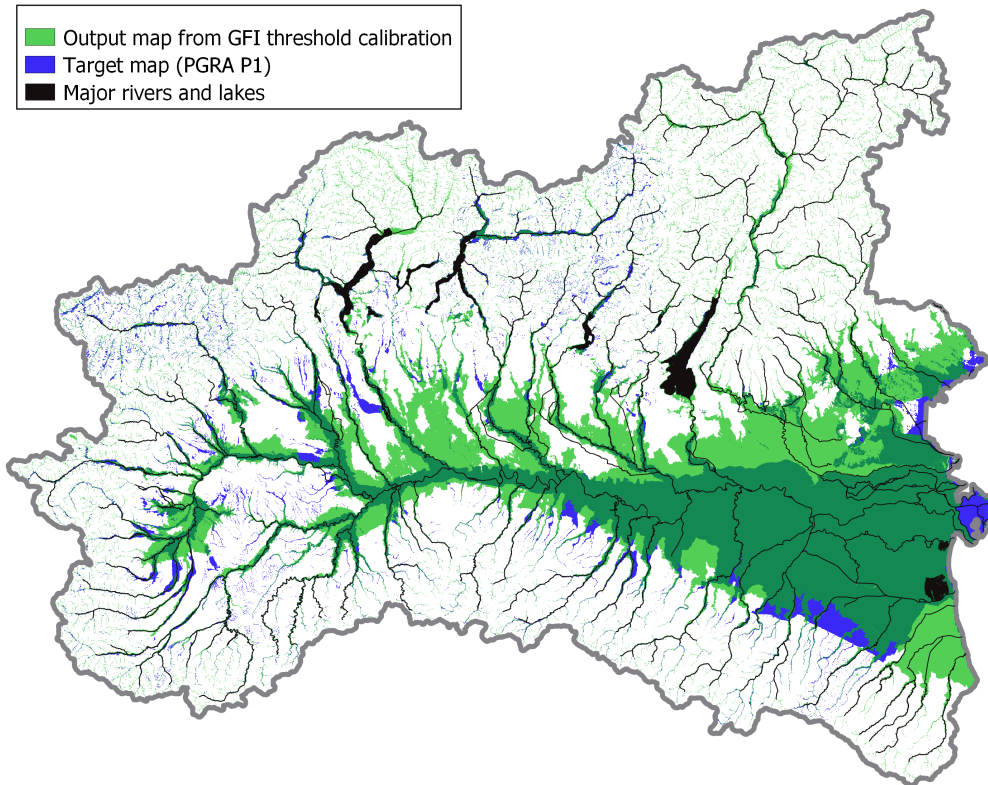 Output map from GFI threshold calibration
Target map (PGRA P1)
Major rivers and lakes